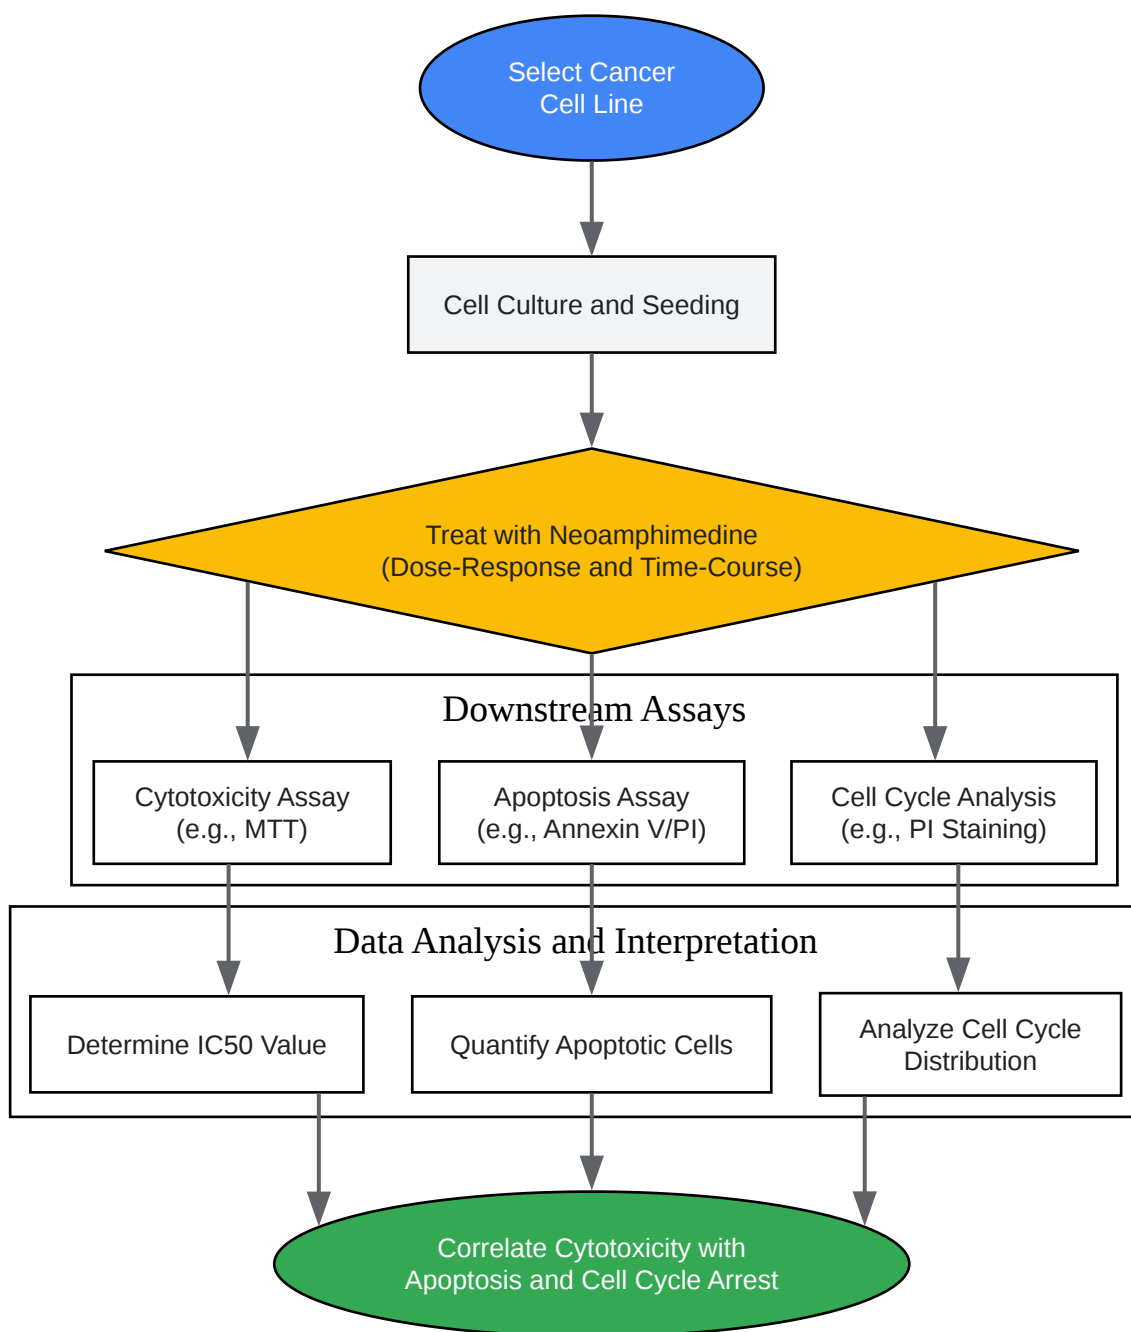 Select Cancer
Cell Line
Cell Culture and Seeding
Treat with Neoamphimedine
(Dose-Response and Time-Course)
Downstream Assays
Cytotoxicity Assay
(e.g., MTT)
Apoptosis Assay
(e.g., Annexin V/PI)
Cell Cycle Analysis
(e.g., PI Staining)
Data Analysis and Interpretation
Determine IC50 Value
Quantify Apoptotic Cells
Analyze Cell Cycle
Distribution
Correlate Cytotoxicity with
Apoptosis and Cell Cycle Arrest